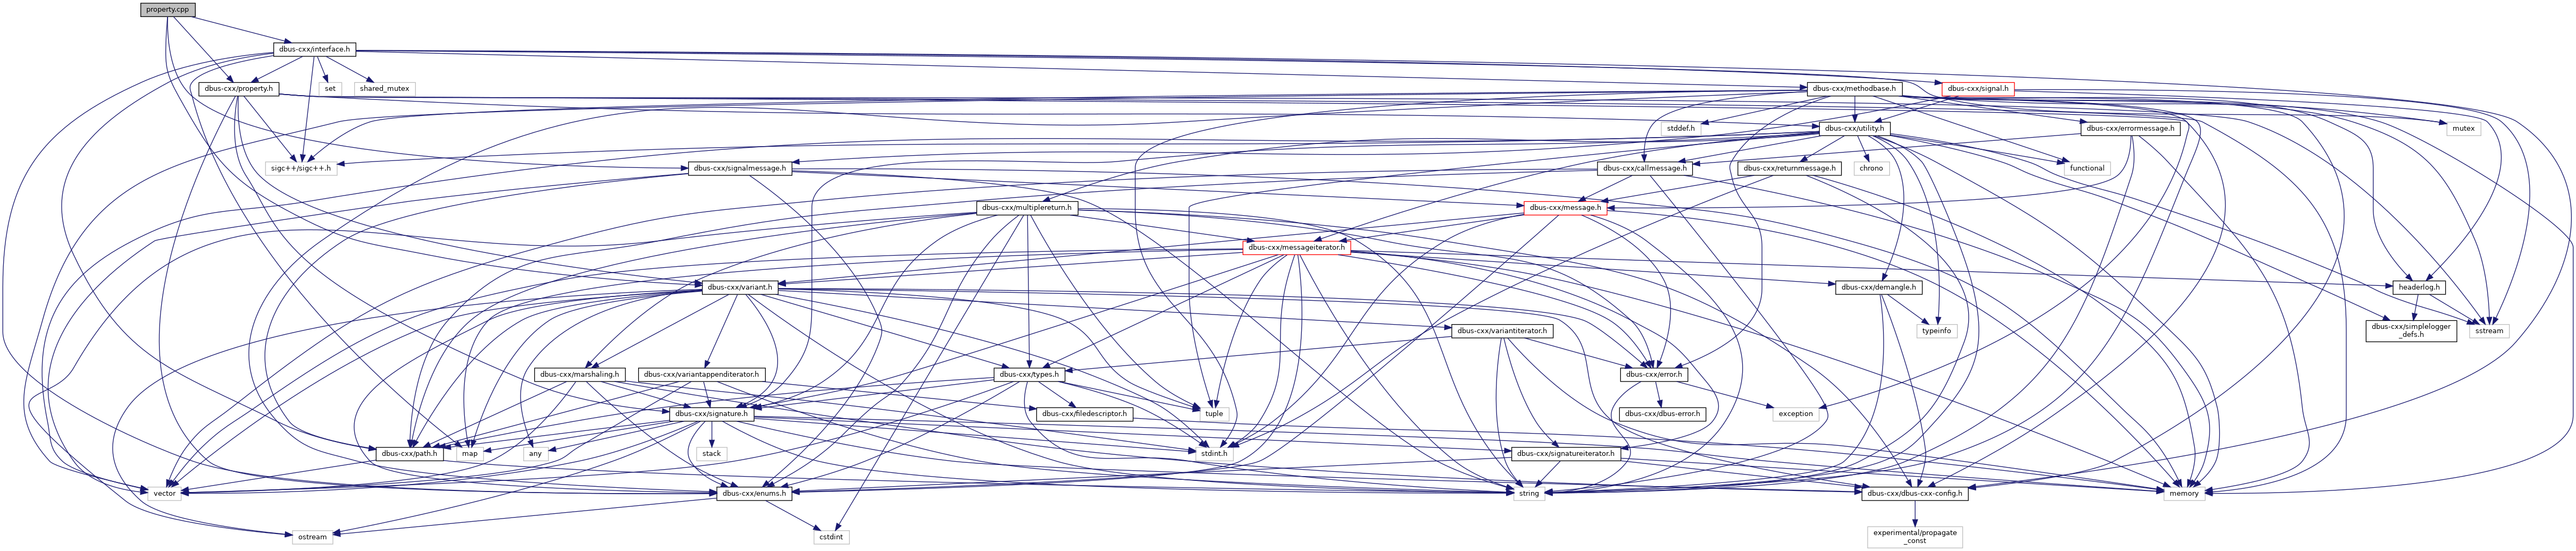 property.cpp
dbus-cxx/interface.h
dbus-cxx/property.h
set
shared_mutex
dbus-cxx/methodbase.h
dbus-cxx/signal.h
stddef.h
dbus-cxx/utility.h
dbus-cxx/errormessage.h
mutex
sigc++/sigc++.h
dbus-cxx/signalmessage.h
dbus-cxx/callmessage.h
dbus-cxx/returnmessage.h
chrono
functional
dbus-cxx/multiplereturn.h
dbus-cxx/message.h
dbus-cxx/messageiterator.h
dbus-cxx/variant.h
dbus-cxx/demangle.h
headerlog.h
dbus-cxx/variantiterator.h
typeinfo
dbus-cxx/simplelogger
_defs.h
sstream
dbus-cxx/marshaling.h
dbus-cxx/variantappenditerator.h
dbus-cxx/types.h
dbus-cxx/error.h
dbus-cxx/signature.h
dbus-cxx/filedescriptor.h
tuple
dbus-cxx/dbus-error.h
exception
dbus-cxx/path.h
map
any
stack
stdint.h
dbus-cxx/signatureiterator.h
vector
dbus-cxx/enums.h
string
dbus-cxx/dbus-cxx-config.h
memory
ostream
cstdint
experimental/propagate
_const